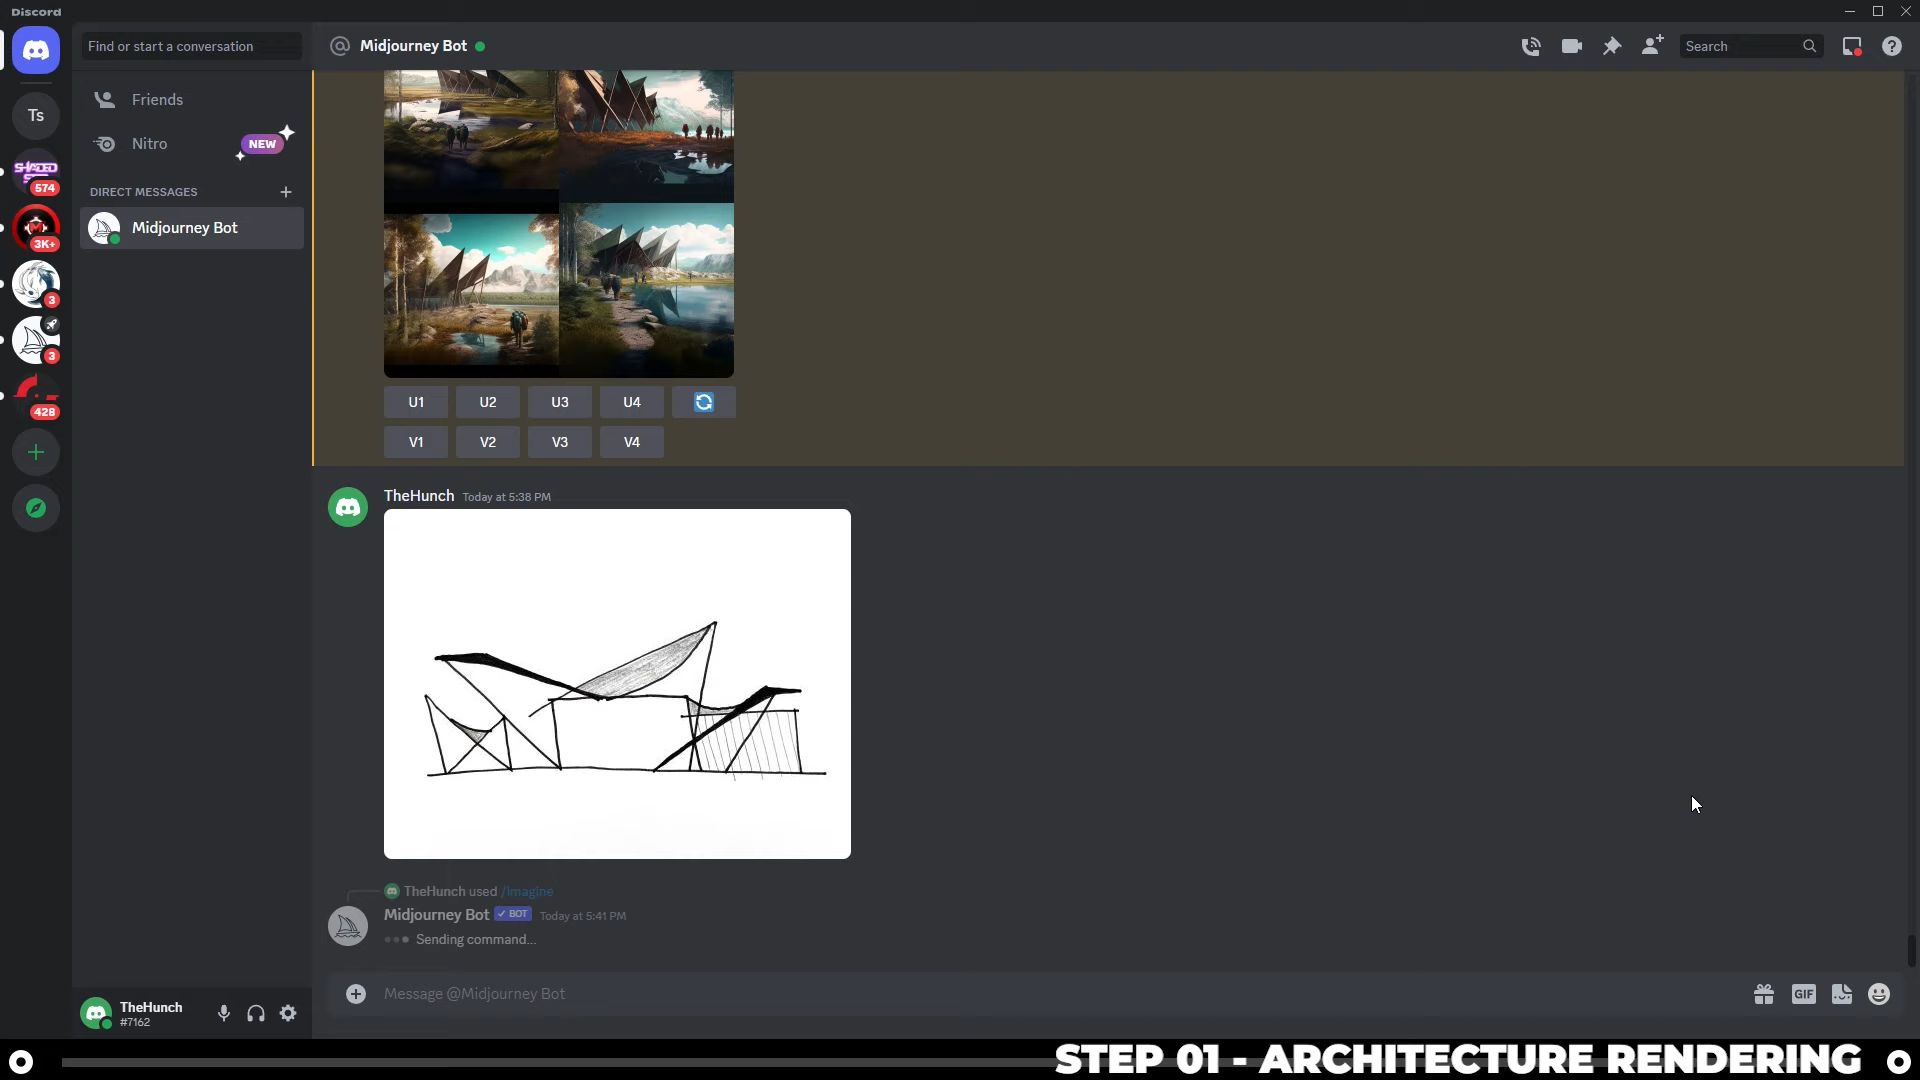 Discord
Find or start a conversation
Midjourney Bot
Search
Friends
Nitro
NEW
DIRECT MESSAGES
Midjourney Bot
Ts
SHADED
574
3K+
3
3
428
U1 U2 U3 U4
V1 V2 V3 V4
TheHunch Today at 5:38 PM
TheHunch used /imagine
Midjourney Bot ✓ BOT Today at 5:41 PM
Sending command...
Message @Midjourney Bot
GIF
TheHunch
#7162
STEP 01 - ARCHITECTURE RENDERING